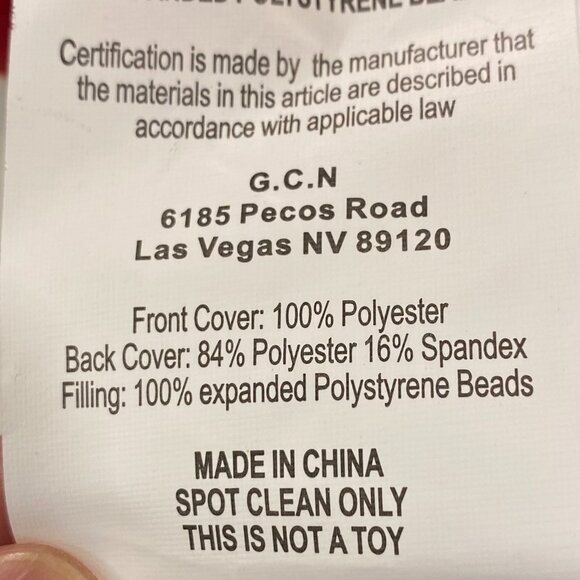 POLYSTYRENE
Certification is made by the manufacturer that
the materials in this article are described in
accordance with applicable law
G.C.N
6185 Pecos Road
Las Vegas NV 89120
Front Cover: 100% Polyester
Back Cover: 84% Polyester 16% Spandex
Filling: 100% expanded Polystyrene Beads
MADE IN CHINA
SPOT CLEAN ONLY
THIS IS NOT A TOY